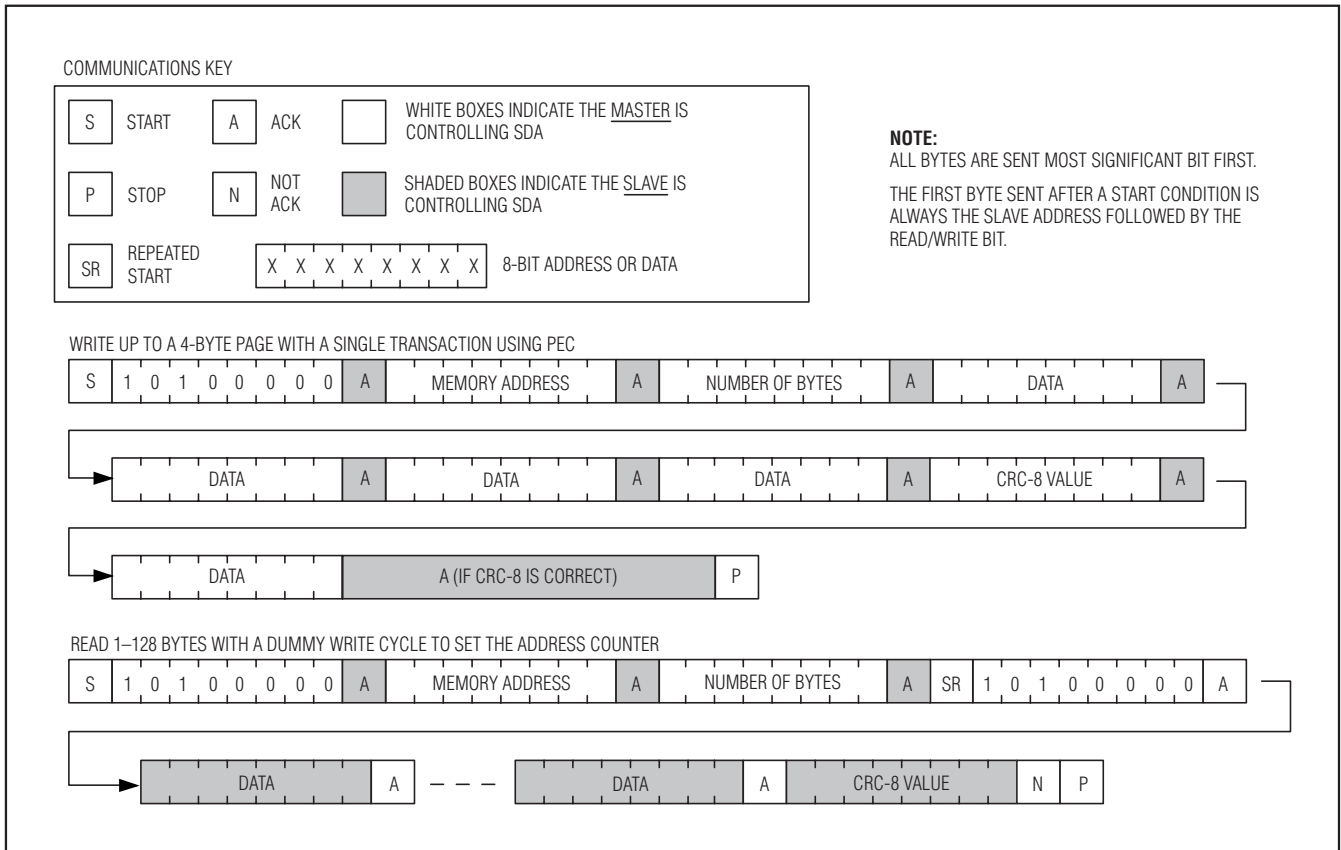 COMMUNICATIONS KEY
S START A ACK WHITE BOXES INDICATE THE MASTER IS
CONTROLLING SDA
P STOP N NOT
ACK SHADED BOXES INDICATE THE SLAVE IS
CONTROLLING SDA
SR REPEATED
START X X X X X X X X 8-BIT ADDRESS OR DATA
NOTE:
ALL BYTES ARE SENT MOST SIGNIFICANT BIT FIRST.
THE FIRST BYTE SENT AFTER A START CONDITION IS
ALWAYS THE SLAVE ADDRESS FOLLOWED BY THE
READ/WRITE BIT.
WRITE UP TO A 4-BYTE PAGE WITH A SINGLE TRANSACTION USING PEC
S 1 0 1 0 0 0 0 0 A MEMORY ADDRESS A NUMBER OF BYTES A DATA A
DATA A DATA A DATA A CRC-8 VALUE A
DATA A (IF CRC-8 IS CORRECT) P
READ 1–128 BYTES WITH A DUMMY WRITE CYCLE TO SET THE ADDRESS COUNTER
S 1 0 1 0 0 0 0 0 A MEMORY ADDRESS A NUMBER OF BYTES A SR 1 0 1 0 0 0 0 0 A
DATA A – – – DATA A CRC-8 VALUE N P